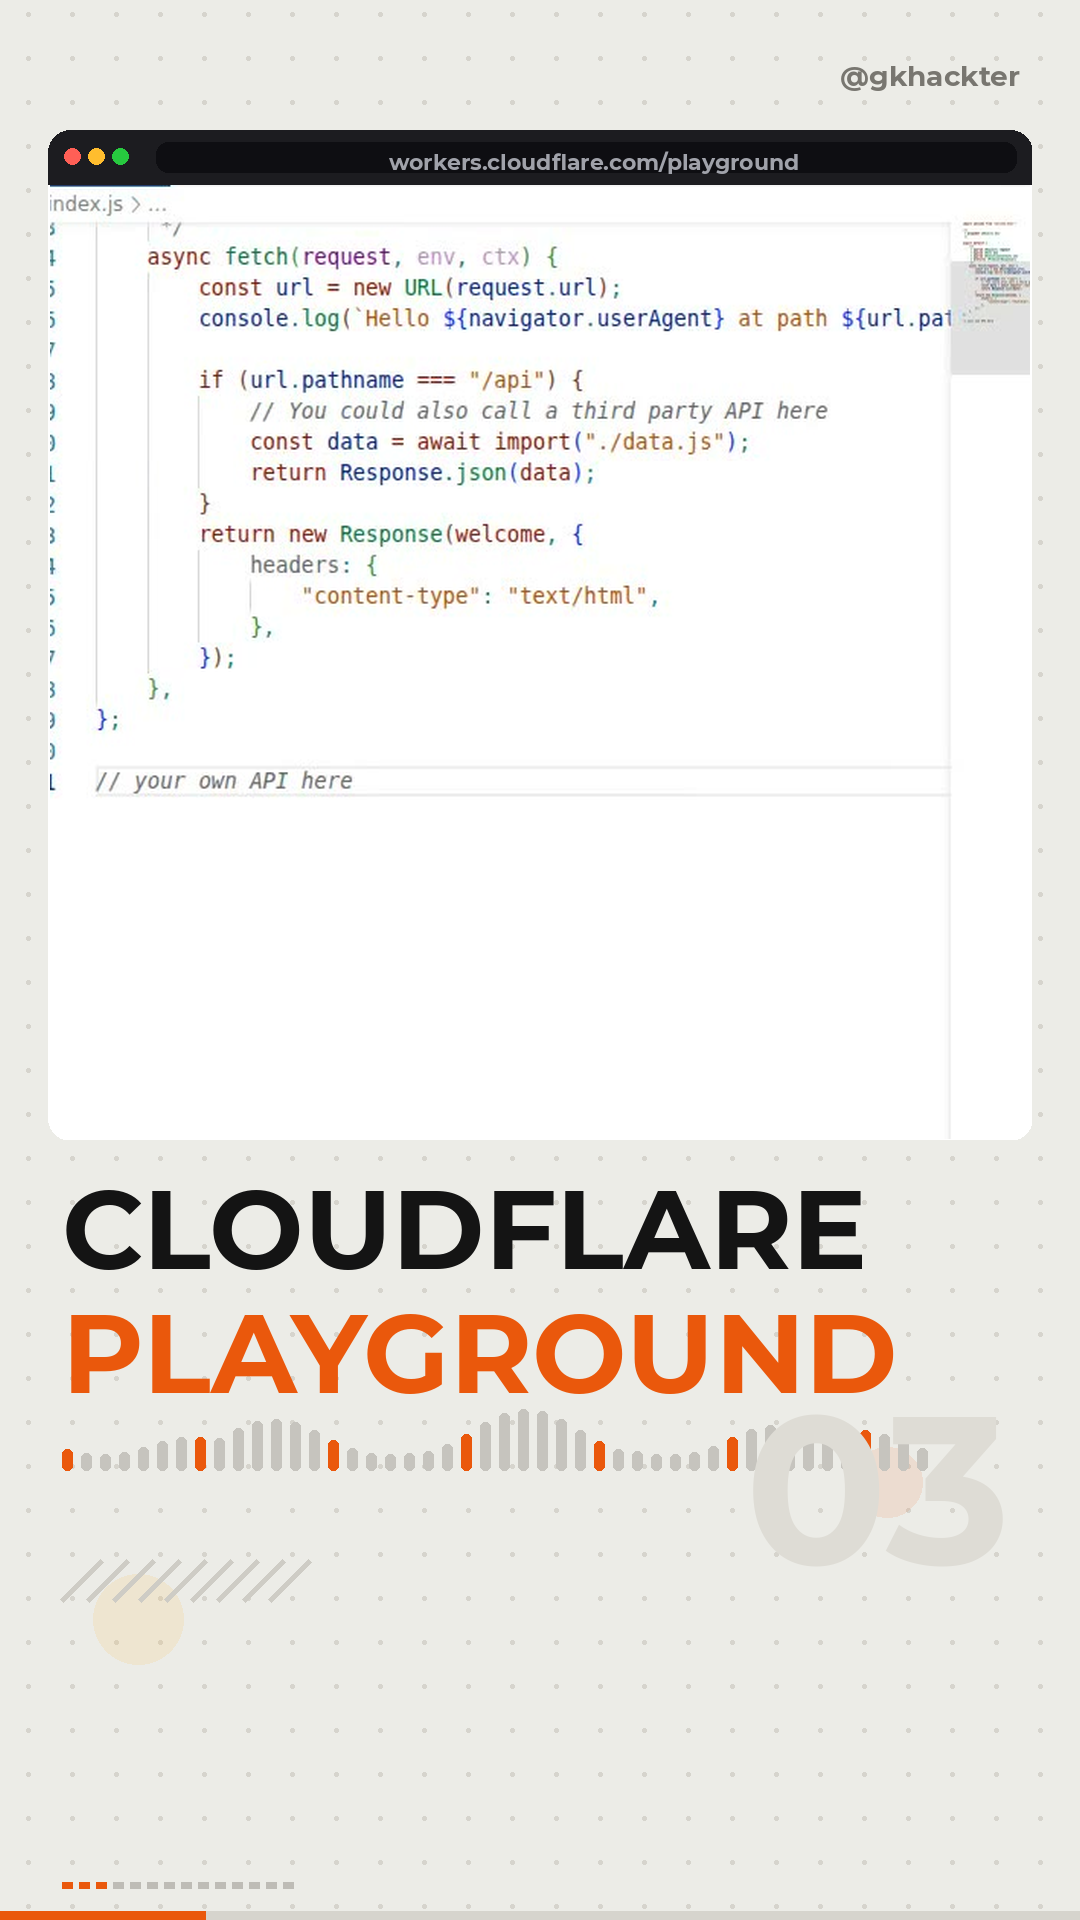 @gkhackter
workers.cloudflare.com/playground
index.js > ...
*/
async fetch(request, env, ctx) {
const url = new URL(request.url);
console.log(`Hello ${navigator.userAgent} at path ${url.pat
if (url.pathname === "/api") {
// You could also call a third party API here
const data = await import("./data.js");
return Response.json(data);
}
return new Response(welcome, {
headers: {
"content-type": "text/html",
},
});
},
};
// your own API here
CLOUDFLARE
PLAYGROUND
03